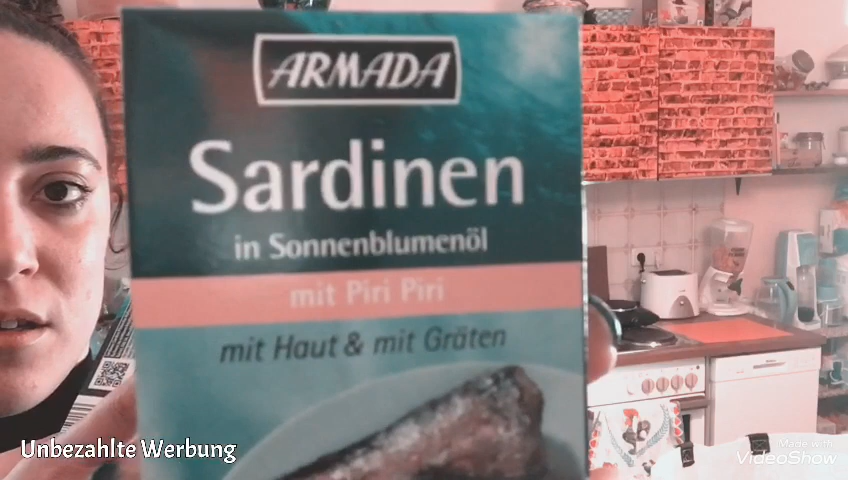 ARMADA
Sardinen
in Sonnenblumenöl
mit Piri Piri
mit Haut & mit Gräten
Unbezahlte Werbung
Made with
VideoShow